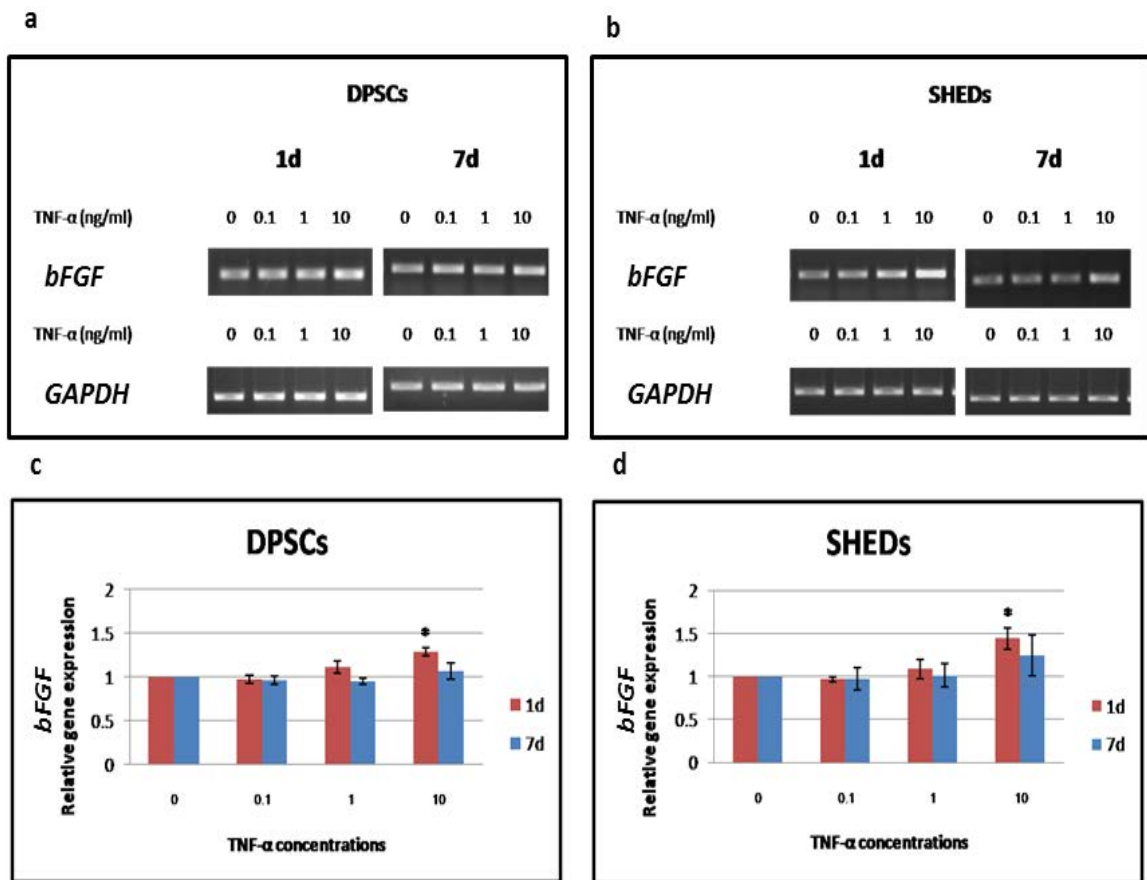 a
DPSCs
1d 7d
TNF-α (ng/ml) 0 0.1 1 10 0 0.1 1 10
bFGF
TNF-α (ng/ml) 0 0.1 1 10 0 0.1 1 10
GAPDH
b
SHEDs
1d 7d
TNF-α (ng/ml) 0 0.1 1 10 0 0.1 1 10
bFGF
TNF-α (ng/ml) 0 0.1 1 10 0 0.1 1 10
GAPDH
c
DPSCs
bFGF
Relative gene expression
2
1.5
1
0.5
0
*
0 0.1 1 10
TNF-α concentrations
1d
7d
d
SHEDs
bFGF
Relative gene expression
2
1.5
1
0.5
0
*
0 0.1 1 10
TNF-α concentrations
1d
7d